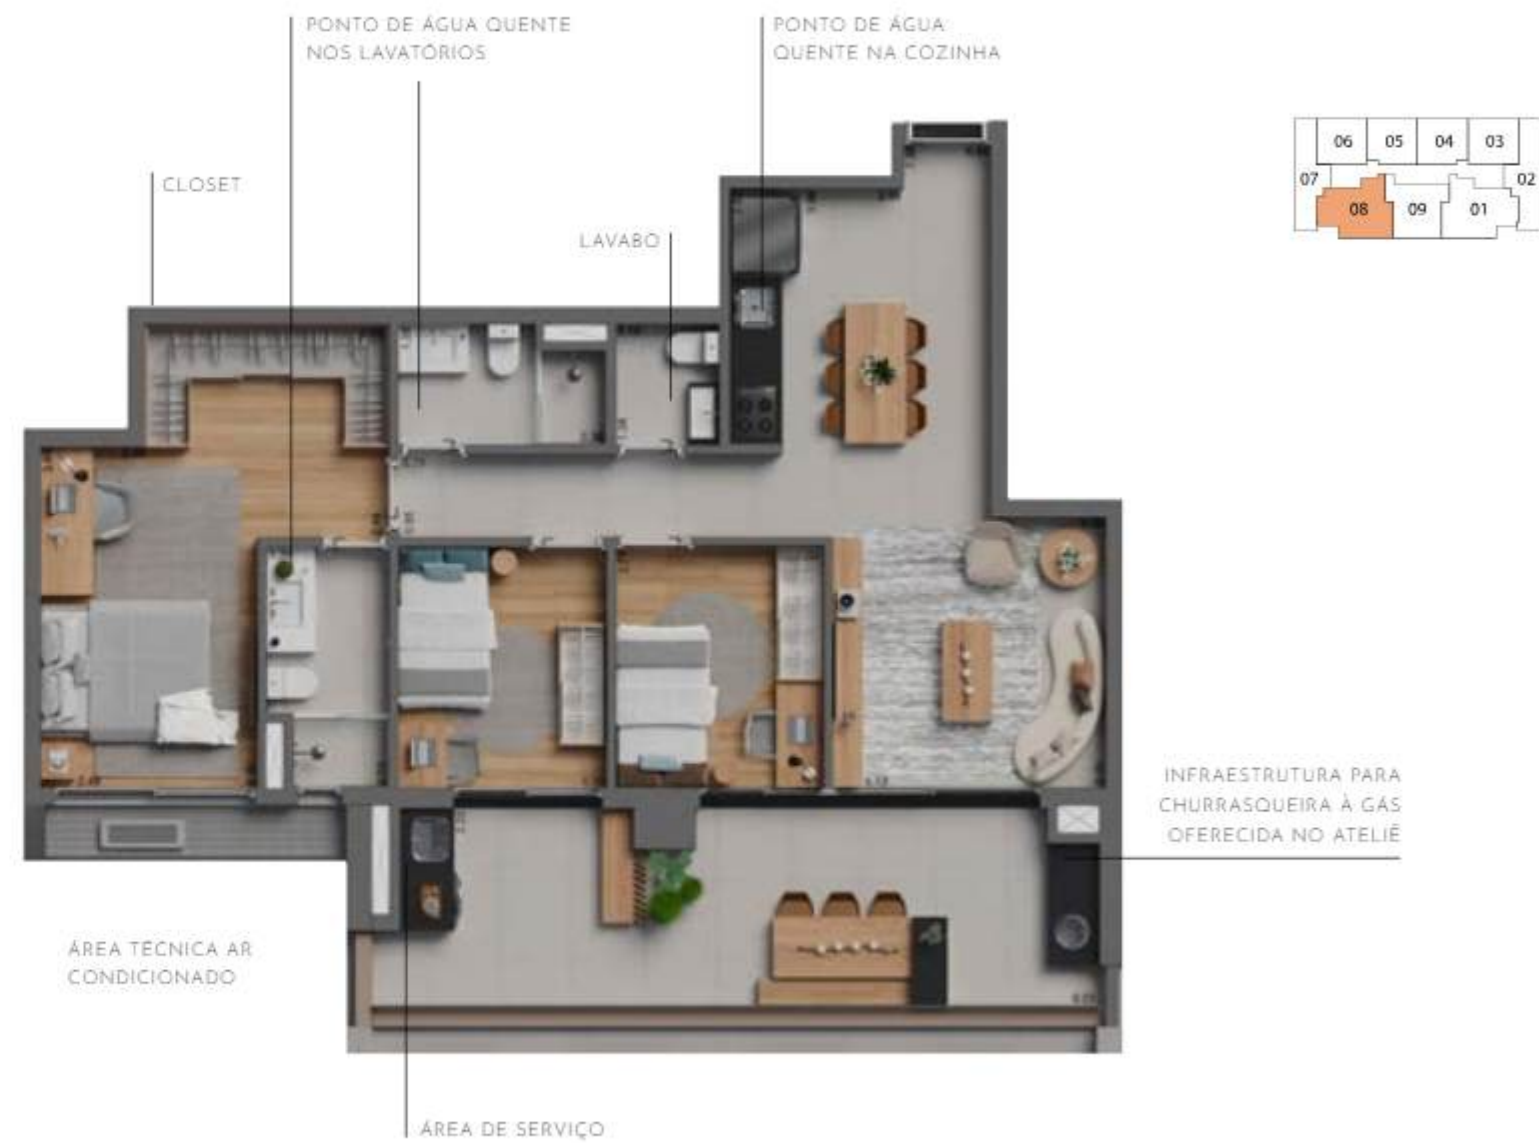 PONTO DE ÁGUA QUENTE
NOS LAVATÓRIOS
PONTO DE ÁGUA
QUENTE NA COZINHA
CLOSET
LAVABO
06
05
04
03
07
02
08
09
01
INFRAESTRUTURA PARA
CHURRASQUEIRA À GÁS
OFERECIDA NO ATELIÊ
ÁREA TÉCNICA AR
CONDICIONADO
ÁREA DE SERVIÇO